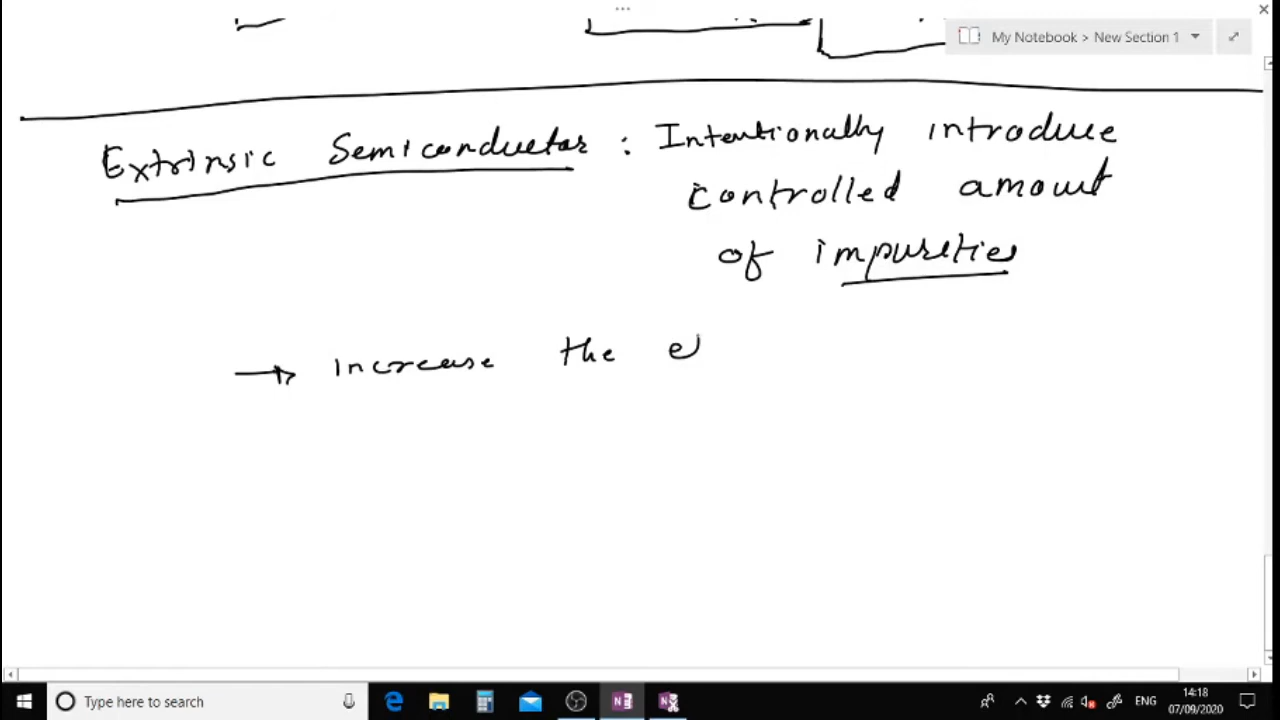 ...
My Notebook > New Section 1
Extrinsic Semiconductor : Intentionally introduce
controlled amount
of impurities
→ increase the el
Type here to search
ENG
14:18
07/09/2020